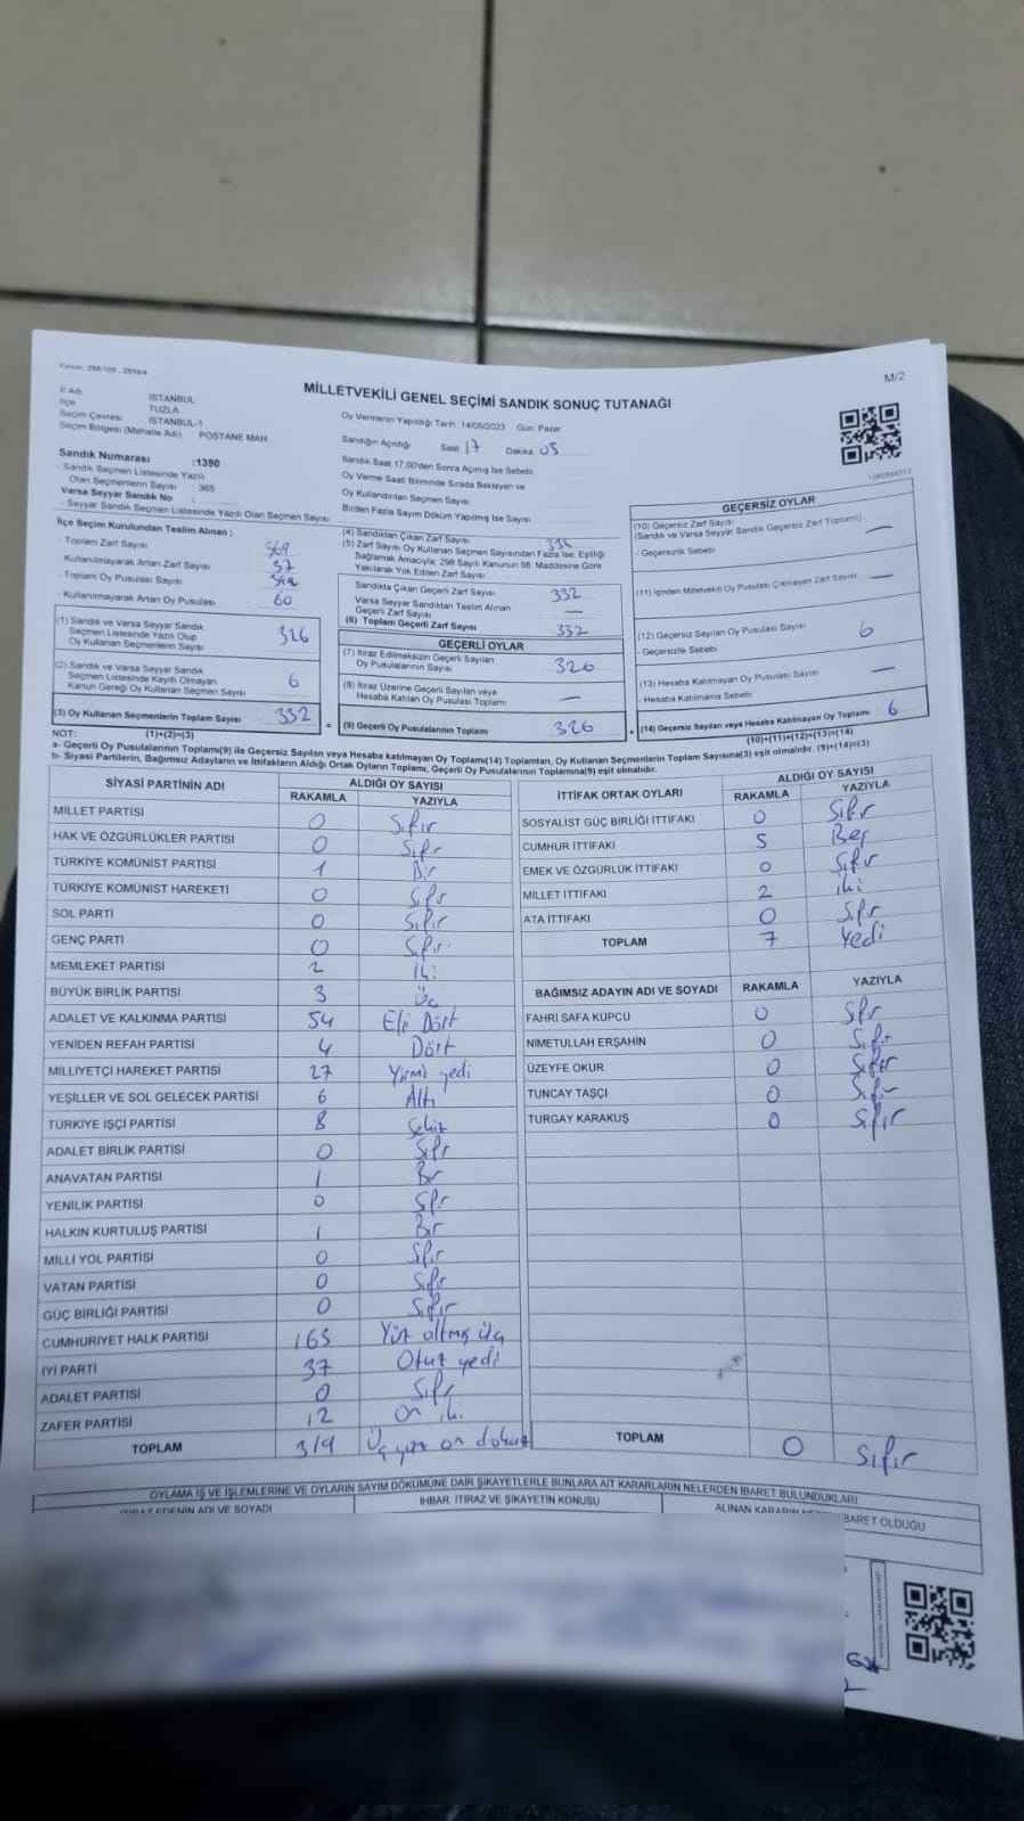 M/2
MİLLETVEKİLİ GENEL SEÇİMİ SANDIK SONUÇ TUTANAĞI
İl Adı İSTANBUL
İlçe TUZLA
Seçim Çevresi İSTANBUL-1
Seçim Bölgesi (Mahalle Adı) : POSTANE MAH.
Oy Vermenin Yapıldığı Tarih: 14/05/2023 Gün: Pazar
Sandığın Açıldığı Saat 17 Dakika 05
Sandık Saat 17.00'den Sonra Açılmış İse Sebebi
Oy Verme Saati Bitiminde Sırada Bekleyen ve
Oy Kullandırılan Seçmen Sayısı
Birden Fazla Sayım Döküm Yapılmış İse Sayısı
Sandık Numarası :1390
- Sandık Seçmen Listesinde Yazılı
Olan Seçmenlerin Sayısı : 365
Varsa Seyyar Sandık No :
- Seyyar Sandık Seçmen Listesinde Yazılı Olan Seçmen Sayısı
İlçe Seçim Kurulundan Teslim Alınan :
- Toplam Zarf Sayısı
Kullanılmayarak Artan Zarf Sayısı 37
- Toplam Oy Pusulası Sayısı
- Kullanılmayarak Artan Oy Pusulası 60
(1) Sandık ve Varsa Seyyar Sandık
Seçmen Listesinde Yazılı Olup
Oy Kullanan Seçmenlerin Sayısı 326
(2) Sandık ve Varsa Seyyar Sandık
Seçmen Listesinde Kayıtlı Olmayan
Kanun Gereği Oy Kullanan Seçmen Sayısı 6
(3) Oy Kullanan Seçmenlerin Toplam Sayısı 332
(4) Sandıktan Çıkan Zarf Sayısı
(5) Zarf Sayısı Oy Kullanan Seçmen Sayısından Fazla İse, Eşitliği
Sağlamak Amacıyla; 298 Sayılı Kanunun 98. Maddesine Göre
Yakılarak Yok Edilen Zarf Sayısı
Sandıkta Çıkan Geçerli Zarf Sayısı 332
Varsa Seyyar Sandıktan Teslim Alınan
Geçerli Zarf Sayısı —
(6) Toplam Geçerli Zarf Sayısı 332
GEÇERLİ OYLAR
(7) İtiraz Edilmeksizin Geçerli Sayılan
Oy Pusulalarının Sayısı 326
(8) İtiraz Üzerine Geçerli Sayılan veya
Hesaba Katılan Oy Pusulası Toplamı —
= (9) Geçerli Oy Pusulalarının Toplamı 326
GEÇERSİZ OYLAR
(10) Geçersiz Zarf Sayısı
(Sandık ve Varsa Seyyar Sandık Geçersiz Zarf Toplamı) —
- Geçersizlik Sebebi
(11) İçinden Milletvekili Oy Pusulası Çıkmayan Zarf Sayısı —
(12) Geçersiz Sayılan Oy Pusulası Sayısı 6
- Geçersizlik Sebebi
(13) Hesaba Katılmayan Oy Pusulası Sayısı —
- Hesaba Katılmama Sebebi
+ (14) Geçersiz Sayılan veya Hesaba Katılmayan Oy Toplamı 6
NOT: (1)+(2)=(3)
(10)+(11)+(12)+(13)=(14)
a- Geçerli Oy Pusulalarının Toplamı(9) ile Geçersiz Sayılan veya Hesaba katılmayan Oy Toplamı(14) Toplamları, Oy Kullanan Seçmenlerin Toplam Sayısına(3) eşit olmalıdır. (9)+(14)=(3)
b- Siyasi Partilerin, Bağımsız Adayların ve İttifakların Aldığı Ortak Oyların Toplamı, Geçerli Oy Pusulalarının Toplamına(9) eşit olmalıdır.
SİYASİ PARTİNİN ADI ALDIĞI OY SAYISI
RAKAMLA YAZIYLA
MİLLET PARTİSİ 0 Sıfır
HAK VE ÖZGÜRLÜKLER PARTİSİ 0 Sıfır
TÜRKİYE KOMÜNİST PARTİSİ 1 Bir
TÜRKİYE KOMÜNİST HAREKETİ 0 Sıfır
SOL PARTİ 0 Sıfır
GENÇ PARTİ 0 Sıfır
MEMLEKET PARTİSİ 2 İki
BÜYÜK BİRLİK PARTİSİ 3 Üç
ADALET VE KALKINMA PARTİSİ 54 Elli Dört
YENİDEN REFAH PARTİSİ 4 Dört
MİLLİYETÇİ HAREKET PARTİSİ 27 Yirmi yedi
YEŞİLLER VE SOL GELECEK PARTİSİ 6 Altı
TÜRKİYE İŞÇİ PARTİSİ 8 Sekiz
ADALET BİRLİK PARTİSİ 0 Sıfır
ANAVATAN PARTİSİ 1 Bir
YENİLİK PARTİSİ 0 Sıfır
HALKIN KURTULUŞ PARTİSİ 1 Bir
MİLLİ YOL PARTİSİ 0 Sıfır
VATAN PARTİSİ 0 Sıfır
GÜÇ BİRLİĞİ PARTİSİ 0 Sıfır
CUMHURİYET HALK PARTİSİ 163 Yüz altmış üç
İYİ PARTİ 37 Otuz yedi
ADALET PARTİSİ 0 Sıfır
ZAFER PARTİSİ 12 On iki
TOPLAM 319 Üç yüz on dokuz
İTTİFAK ORTAK OYLARI ALDIĞI OY SAYISI
RAKAMLA YAZIYLA
SOSYALİST GÜÇ BİRLİĞİ İTTİFAKI 0 Sıfır
CUMHUR İTTİFAKI 5 Beş
EMEK VE ÖZGÜRLÜK İTTİFAKI 0 Sıfır
MİLLET İTTİFAKI 2 iki
ATA İTTİFAKI 0 Sıfır
TOPLAM 7 Yedi
BAĞIMSIZ ADAYIN ADI VE SOYADI RAKAMLA YAZIYLA
FAHRİ SAFA KÜPCÜ 0 Sıfır
NİMETULLAH ERŞAHİN 0 Sıfır
ÜZEYFE OKUR 0 Sıfır
TUNCAY TAŞÇI 0 Sıfır
TURGAY KARAKUŞ 0 Sıfır
TOPLAM 0 Sıfır
OYLAMA İŞ VE İŞLEMLERİNE VE OYLARIN SAYIM DÖKÜMÜNE DAİR ŞİKAYETLERLE BUNLARA AİT KARARLARIN NELERDEN İBARET BULUNDUKLARI
İHBAR, İTİRAZ VE ŞİKAYETİN KONUSU